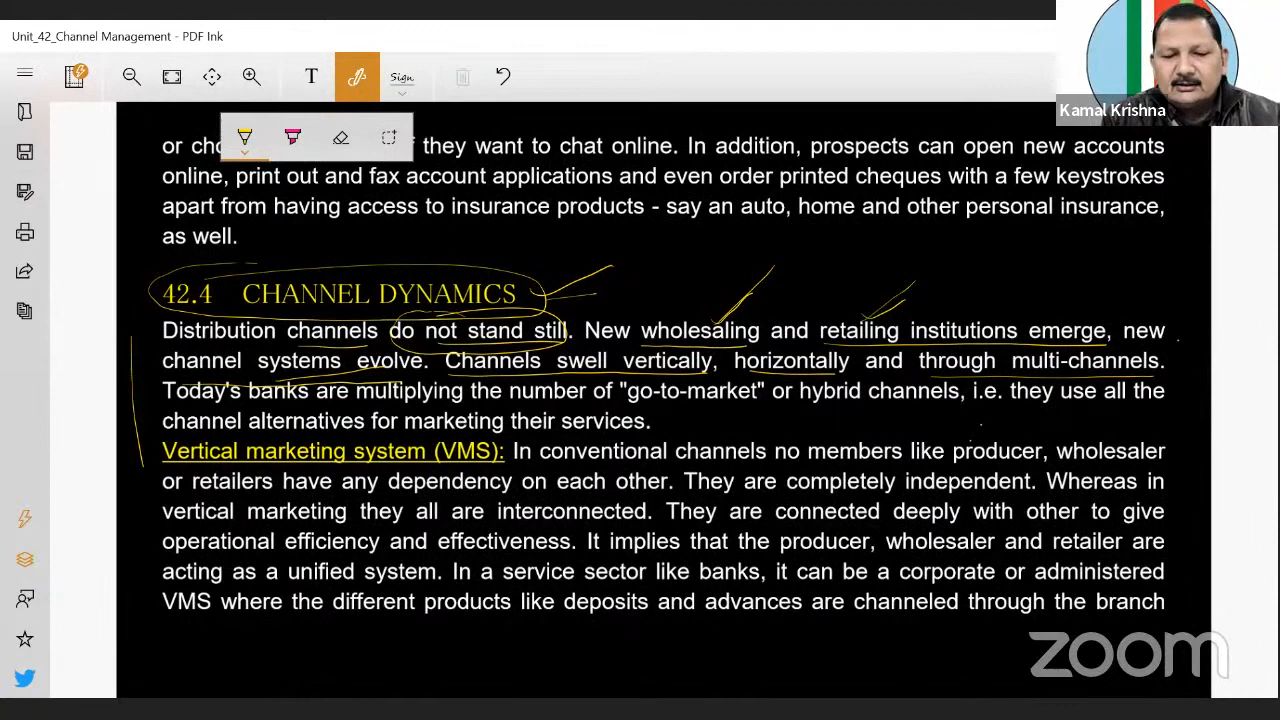 Unit_42_Channel Management - PDF Ink
T
Sign
Kamal Krishna
they want to chat online. In addition, prospects can open new accounts
online, print out and fax account applications and even order printed cheques with a few keystrokes
apart from having access to insurance products - say an auto, home and other personal insurance,
as well.
42.4 CHANNEL DYNAMICS
Distribution channels do not stand still. New wholesaling and retailing institutions emerge, new
channel systems evolve. Channels swell vertically, horizontally and through multi-channels.
Today's banks are multiplying the number of "go-to-market" or hybrid channels, i.e. they use all the
channel alternatives for marketing their services.
Vertical marketing system (VMS): In conventional channels no members like producer, wholesaler
or retailers have any dependency on each other. They are completely independent. Whereas in
vertical marketing they all are interconnected. They are connected deeply with other to give
operational efficiency and effectiveness. It implies that the producer, wholesaler and retailer are
acting as a unified system. In a service sector like banks, it can be a corporate or administered
VMS where the different products like deposits and advances are channeled through the branch
zoom